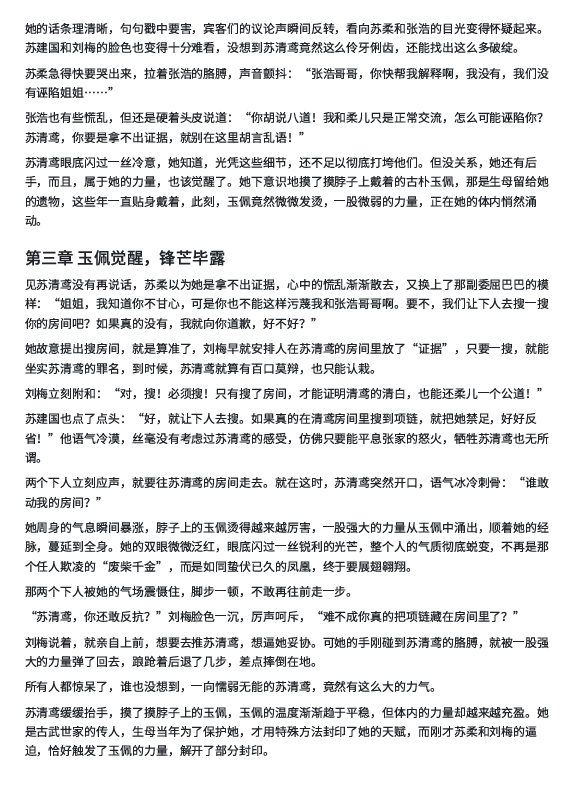 她的话条理清晰，句句戳中要害，宾客们的议论声瞬间反转，看向苏柔和张浩的目光变得怀疑起来。
苏建国和刘梅的脸色也变得十分难看，没想到苏清鸢竟然这么伶牙俐齿，还能找出这么多破绽。
苏柔急得快要哭出来，拉着张浩的胳膊，声音颤抖：“张浩哥哥，你快帮我解释啊，我没有，我们没
有诬陷姐姐……”
张浩也有些慌乱，但还是硬着头皮说道：“你胡说八道！我和柔儿只是正常交流，怎么可能诬陷你？
苏清鸢，你要是拿不出证据，就别在这里胡言乱语！”
苏清鸢眼底闪过一丝冷意，她知道，光凭这些细节，还不足以彻底打垮他们。但没关系，她还有后
手，而且，属于她的力量，也该觉醒了。她下意识地摸了摸脖子上戴着的古朴玉佩，那是生母留给她
的遗物，这些年一直贴身戴着，此刻，玉佩竟然微微发烫，一股微弱的力量，正在她的体内悄然涌
动。
第三章 玉佩觉醒，锋芒毕露
见苏清鸢没有再说话，苏柔以为她是拿不出证据，心中的慌乱渐渐散去，又换上了那副委屈巴巴的模
样：“姐姐，我知道你不甘心，可是你也不能这样污蔑我和张浩哥哥啊。要不，我们让下人去搜一搜
你的房间吧？如果真的没有，我就向你道歉，好不好？”
她故意提出搜房间，就是算准了，刘梅早就安排人在苏清鸢的房间里放了“证据”，只要一搜，就能
坐实苏清鸢的罪名，到时候，苏清鸢就算有百口莫辩，也只能认栽。
刘梅立刻附和：“对，搜！必须搜！只有搜了房间，才能证明清鸢的清白，也能还柔儿一个公道！”
苏建国也点了点头：“好，就让下人去搜。如果真的在清鸢房间里搜到项链，就把她禁足，好好反
省！”他语气冷漠，丝毫没有考虑过苏清鸢的感受，仿佛只要能平息张家的怒火，牺牲苏清鸢也无所
谓。
两个下人立刻应声，就要往苏清鸢的房间走去。就在这时，苏清鸢突然开口，语气冰冷刺骨：“谁敢
动我的房间？”
她周身的气息瞬间暴涨，脖子上的玉佩烫得越来越厉害，一股强大的力量从玉佩中涌出，顺着她的经
脉，蔓延到全身。她的双眼微微泛红，眼底闪过一丝锐利的光芒，整个人的气质彻底蜕变，不再是那
个任人欺凌的“废柴千金”，而是如同蛰伏已久的凤凰，终于要展翅翱翔。
那两个下人被她的气场震慑住，脚步一顿，不敢再往前走一步。
“苏清鸢，你还敢反抗？”刘梅脸色一沉，厉声呵斥，“难不成你真的把项链藏在房间里了？”
刘梅说着，就亲自上前，想要去推苏清鸢，想逼她妥协。可她的手刚碰到苏清鸢的胳膊，就被一股强
大的力量弹了回去，踉跄着后退了几步，差点摔倒在地。
所有人都惊呆了，谁也没想到，一向懦弱无能的苏清鸢，竟然有这么大的力气。
苏清鸢缓缓抬手，摸了摸脖子上的玉佩，玉佩的温度渐渐趋于平稳，但体内的力量却越来越充盈。她
是古武世家的传人，生母当年为了保护她，才用特殊方法封印了她的天赋，而刚才苏柔和刘梅的逼
迫，恰好触发了玉佩的力量，解开了部分封印。